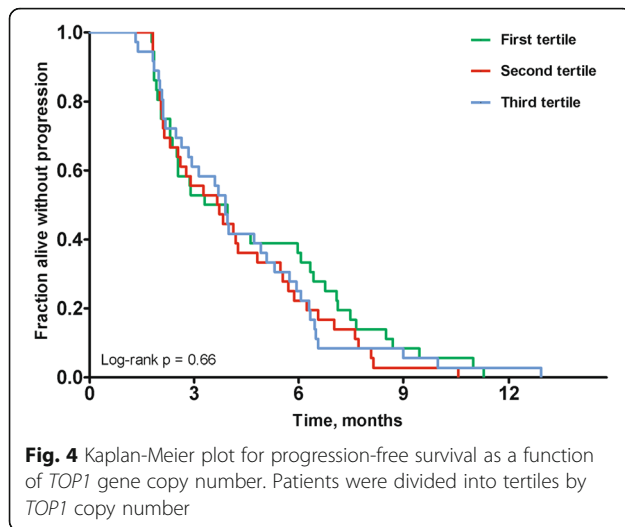 First tertile
Second tertile
Third tertile
Fraction alive without progression
1.0
0.8
0.6
0.4
0.2
0.0
Log-rank p = 0.66
0 3 6 9 12
Time, months
Fig. 4 Kaplan-Meier plot for progression-free survival as a function
of TOP1 gene copy number. Patients were divided into tertiles by
TOP1 copy number